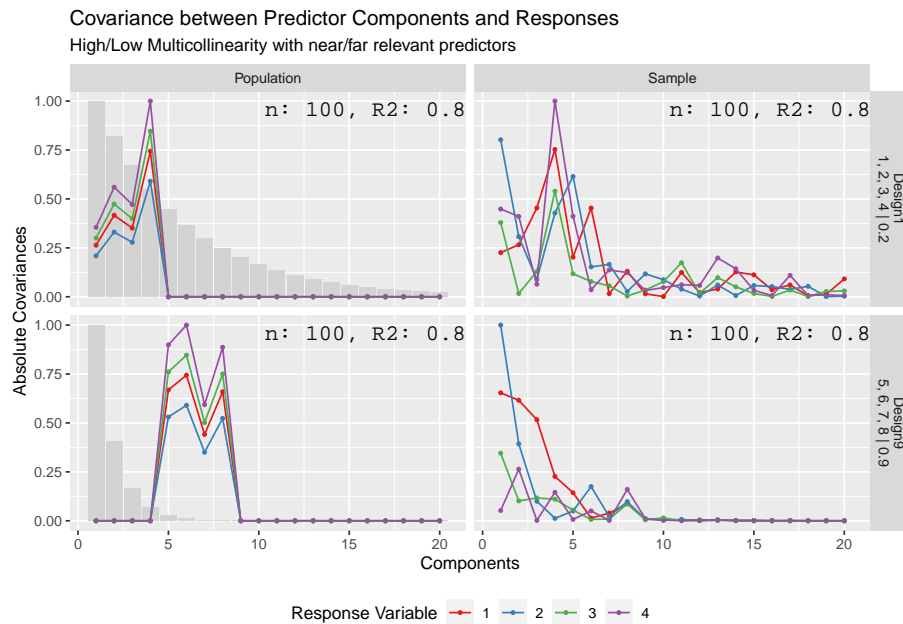 Covariance between Predictor Components and Responses
High/Low Multicollinearity with near/far relevant predictors
Population
Sample
1.00
0.75
0.50
0.25
0.00
n: 100, R2: 0.8
n: 100, R2: 0.8
Design1
1, 2, 3, 4 | 0.2
1.00
0.75
0.50
0.25
0.00
n: 100, R2: 0.8
n: 100, R2: 0.8
Design9
5, 6, 7, 8 | 0.9
Absolute Covariances
0 5 10 15 20
0 5 10 15 20
Components
Response Variable 1 2 3 4